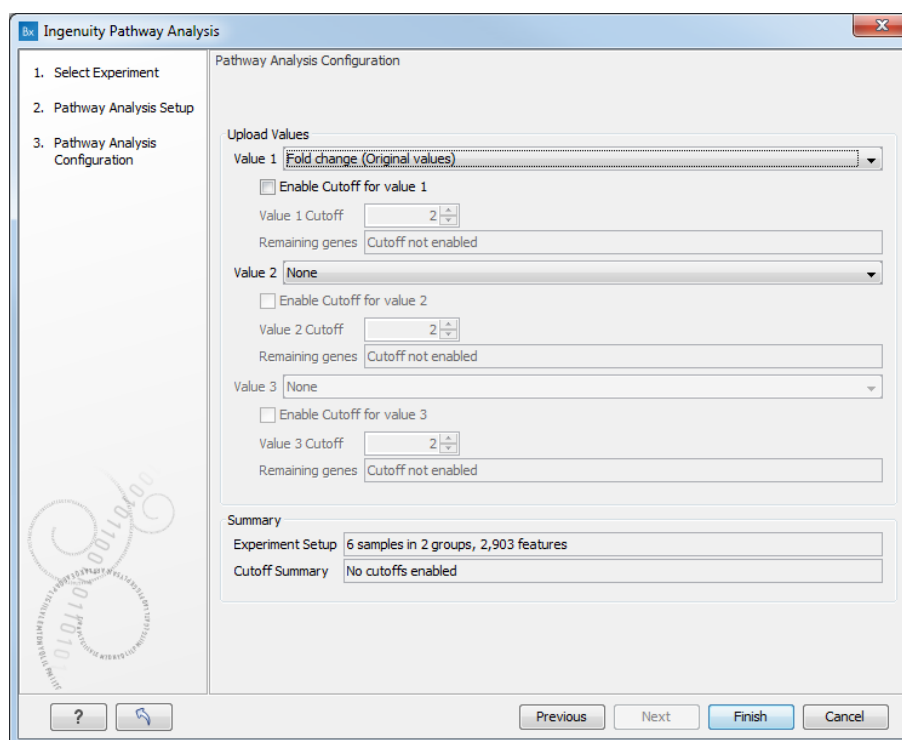 Bx Ingenuity Pathway Analysis
1. Select Experiment
2. Pathway Analysis Setup
3. Pathway Analysis
Configuration
Pathway Analysis Configuration
Upload Values
Value 1 Fold change (Original values)
Enable Cutoff for value 1
Value 1 Cutoff 2
Remaining genes Cutoff not enabled
Value 2 None
Enable Cutoff for value 2
Value 2 Cutoff 2
Remaining genes Cutoff not enabled
Value 3 None
Enable Cutoff for value 3
Value 3 Cutoff 2
Remaining genes Cutoff not enabled
Summary
Experiment Setup 6 samples in 2 groups, 2,903 features
Cutoff Summary No cutoffs enabled
? Previous Next Finish Cancel